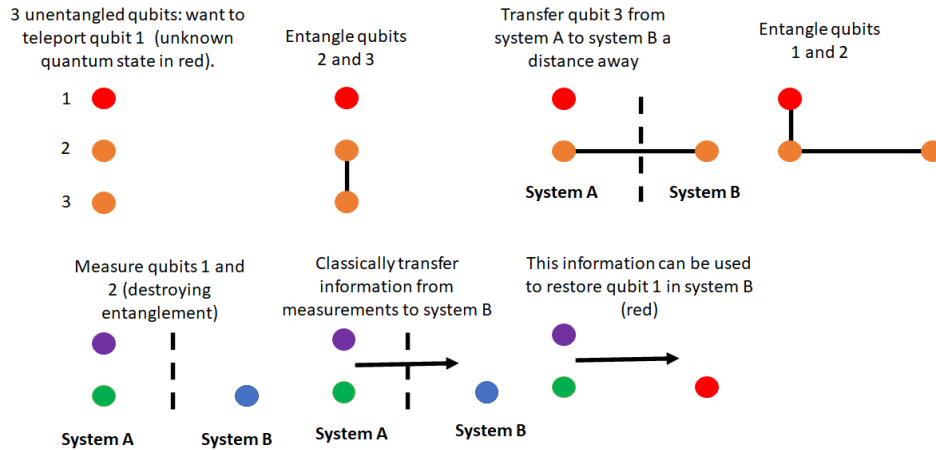 3 unentangled qubits: want to
teleport qubit 1  (unknown
quantum state in red).
Entangle qubits
2 and 3
Transfer qubit 3 from
system A to system B a
distance away
Entangle qubits
1 and 2
1
2
3
System A
System B
Measure qubits 1 and
2 (destroying
entanglement)
Classically transfer
information from
measurements to system B
This information can be used
to restore qubit 1 in system B
(red)
System A
System B
System A
System B